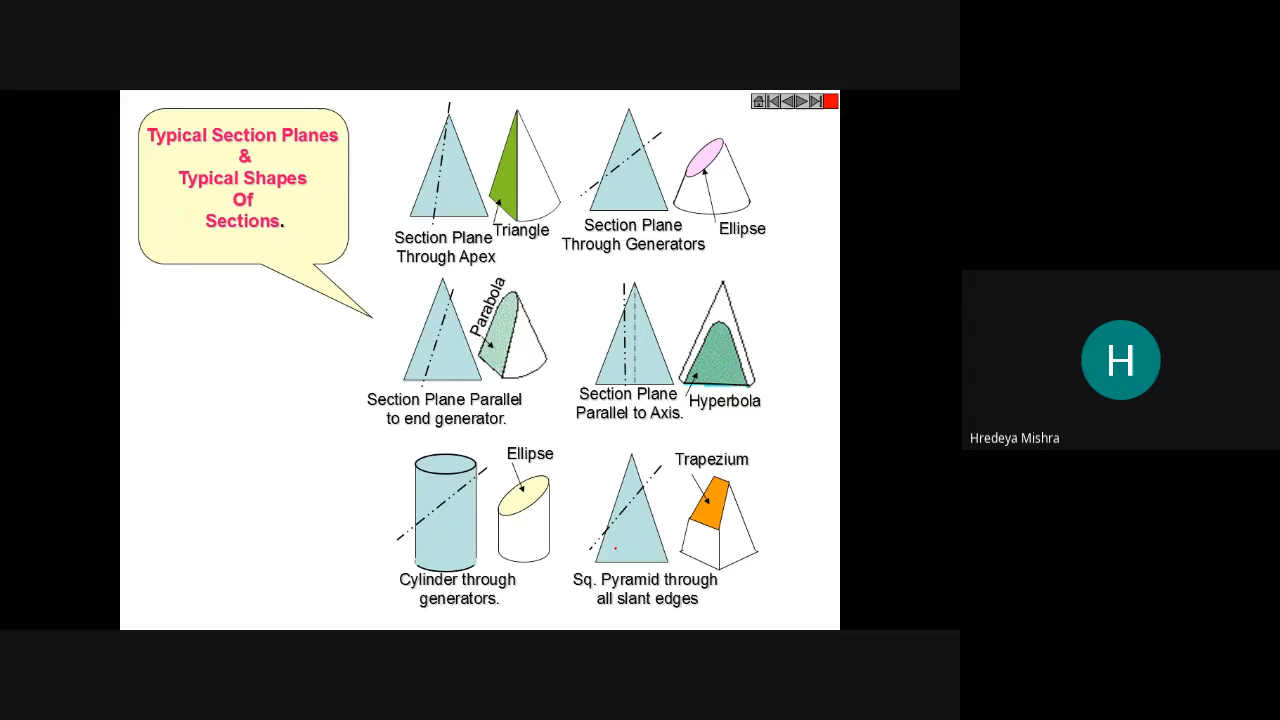 Typical Section Planes
&
Typical Shapes
Of
Sections.
Section Plane
Through Apex
Triangle
Section Plane
Through Generators
Ellipse
Section Plane Parallel
to end generator.
Parabola
Section Plane
Parallel to Axis.
Hyperbola
Cylinder through
generators.
Ellipse
Sq. Pyramid through
all slant edges
Trapezium
H
Hredeya Mishra